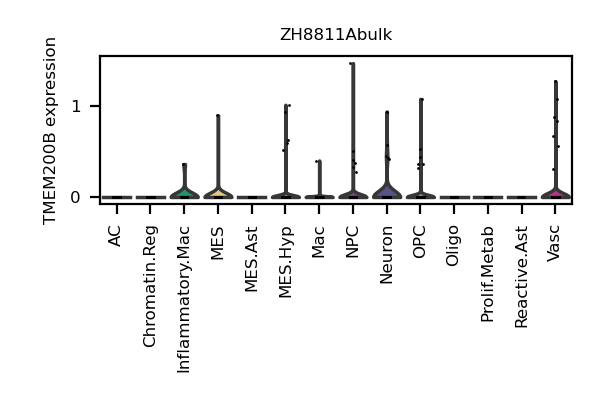 ZH8811Abulk
TMEM200B expression
1
0
AC
Chromatin.Reg
Inflammatory.Mac
MES
MES.Ast
MES.Hyp
Mac
NPC
Neuron
OPC
Oligo
Prolif.Metab
Reactive.Ast
Vasc